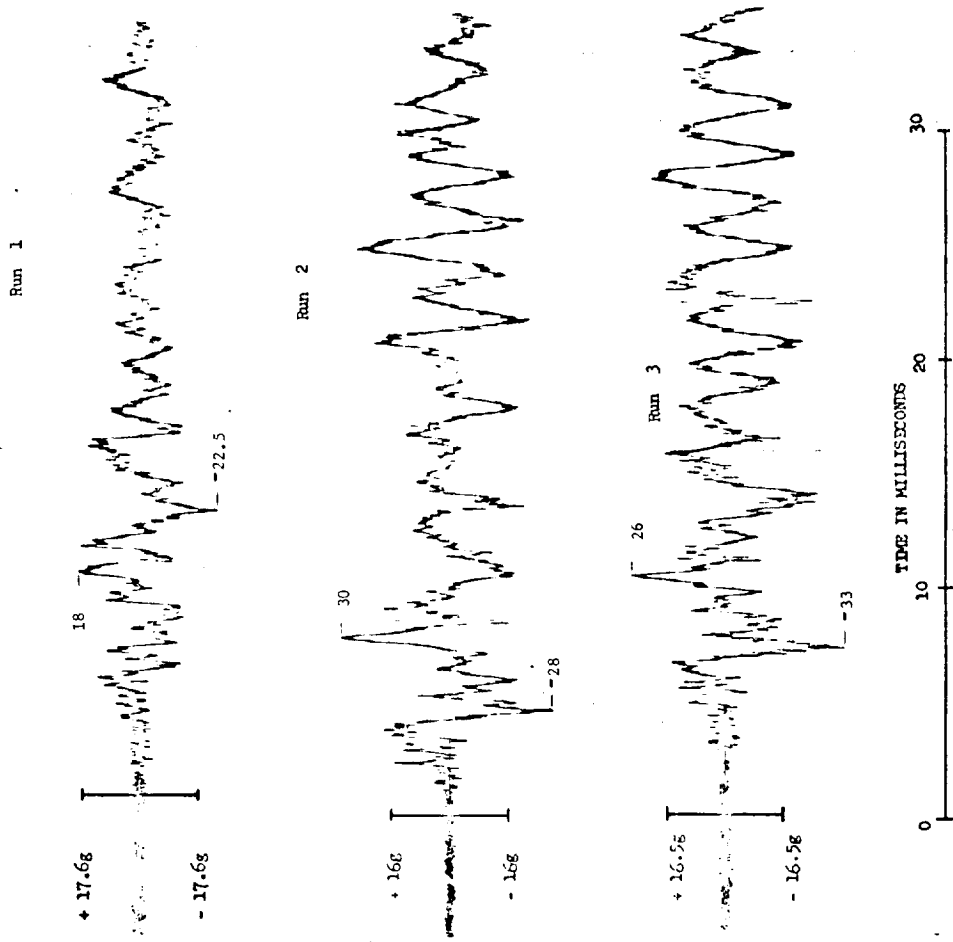 Run 1
+ 17.6g
- 17.6g
18
-22.5
Run 2
+ 16g
- 16g
30
-28
Run 3
+ 16.5g
- 16.5g
26
-33
0
10
20
30
TIME IN MILLISECONDS